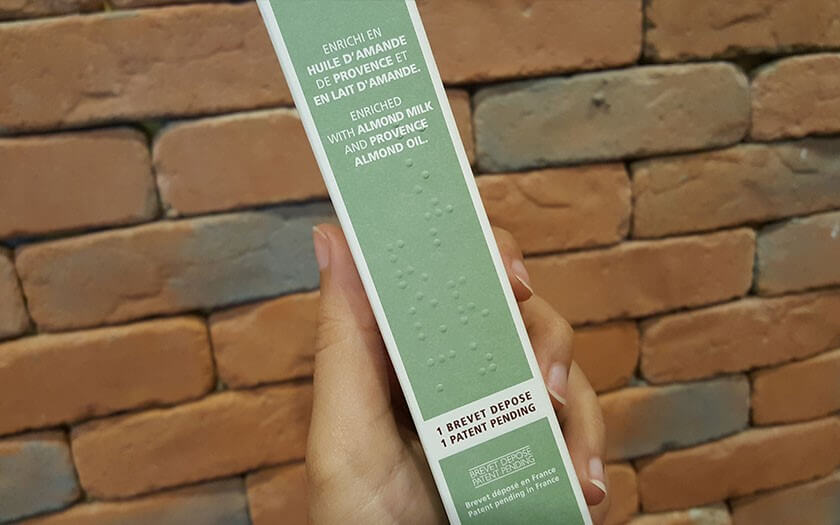 ENRICHI EN
HUILE D'AMANDE
DE PROVENCE ET
EN LAIT D'AMANDE.
ENRICHED
WITH ALMOND MILK
AND PROVENCE
ALMOND OIL.
1 BREVET DEPOSE
1 PATENT PENDING
BREVET DÉPOSÉ
PATENT PENDING
Brevet déposé en France
Patent pending in France